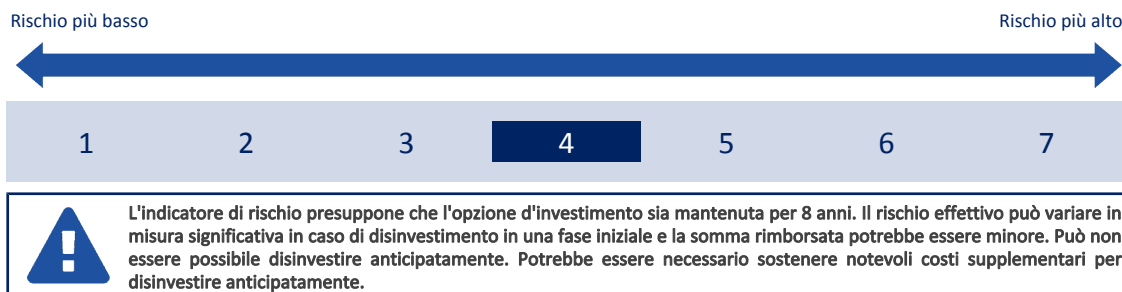 Rischio più basso Rischio più alto
1 2 3 4 5 6 7
L'indicatore di rischio presuppone che l'opzione d'investimento sia mantenuta per 8 anni. Il rischio effettivo può variare in
misura significativa in caso di disinvestimento in una fase iniziale e la somma rimborsata potrebbe essere minore. Può non
essere possibile disinvestire anticipatamente. Potrebbe essere necessario sostenere notevoli costi supplementari per
disinvestire anticipatamente.